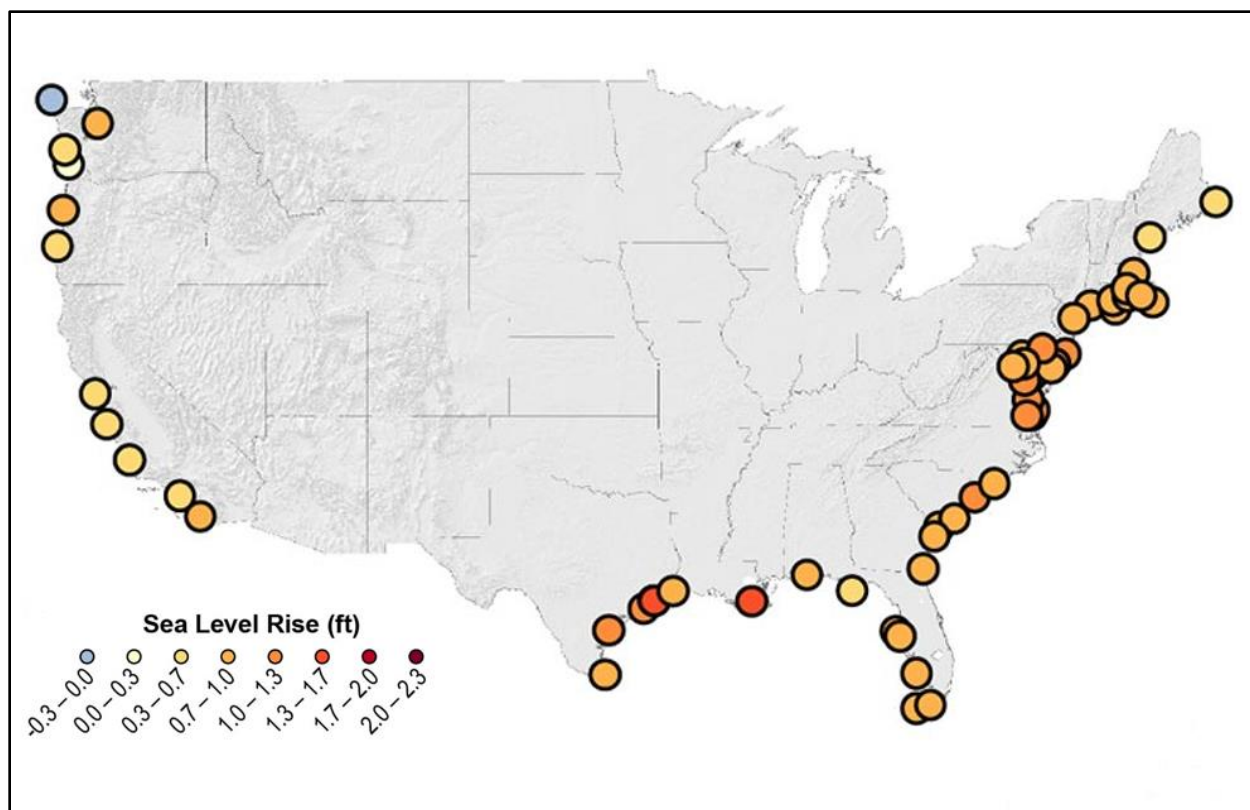 Sea Level Rise (ft)
-0.3 – 0.0
0.0 – 0.3
0.3 – 0.7
0.7 – 1.0
1.0 – 1.3
1.3 – 1.7
1.7 – 2.0
2.0 – 2.3